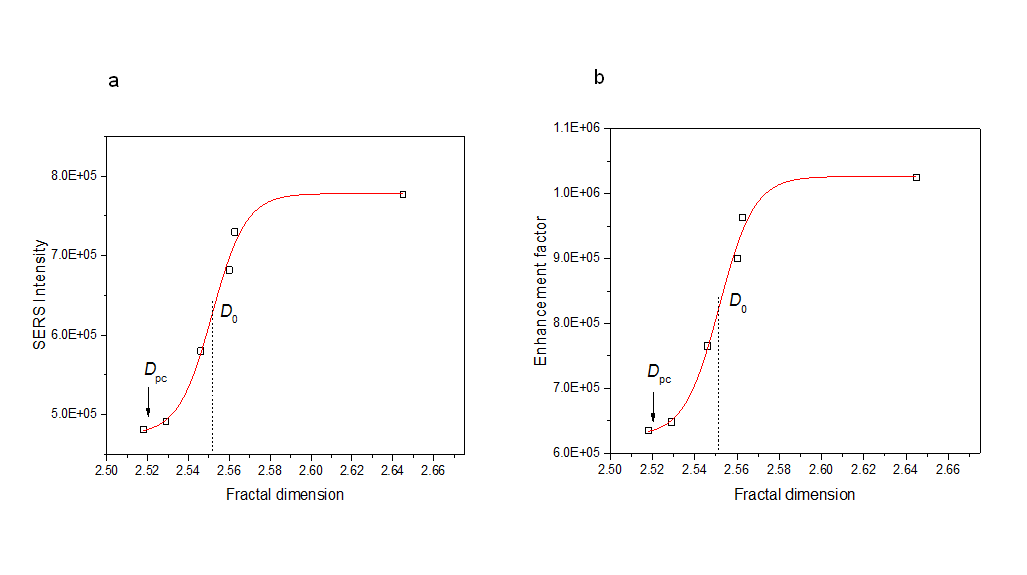 a
8.0E+05
7.0E+05
6.0E+05
5.0E+05
SERS Intensity
D0
Dpc
2.50 2.52 2.54 2.56 2.58 2.60 2.62 2.64 2.66
Fractal dimension
b
1.1E+06
1.0E+06
9.0E+05
8.0E+05
7.0E+05
6.0E+05
Enhancement factor
D0
Dpc
2.50 2.52 2.54 2.56 2.58 2.60 2.62 2.64 2.66
Fractal dimension